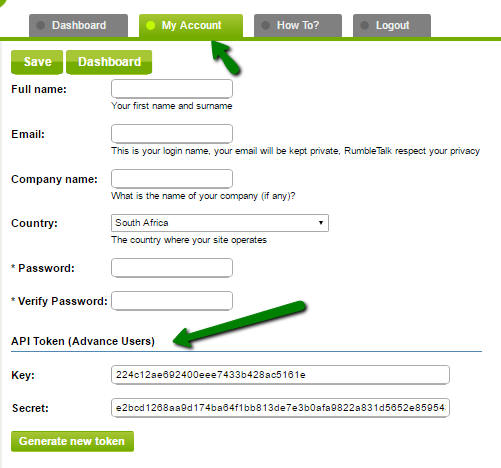 Dashboard My Account How To? Logout
Save Dashboard
Full name:
Your first name and surname
Email:
This is your login name, your email will be kept private, RumbleTalk respect your privacy
Company name:
What is the name of your company (if any)?
Country: South Africa
The country where your site operates
* Password:
* Verify Password:
API Token (Advance Users)
Key: 224c12ae692400eee7433b428ac5161e
Secret: e2bcd1268aa9d174ba64f1bb813de7e3b0afa9822a831d5652e85954
Generate new token